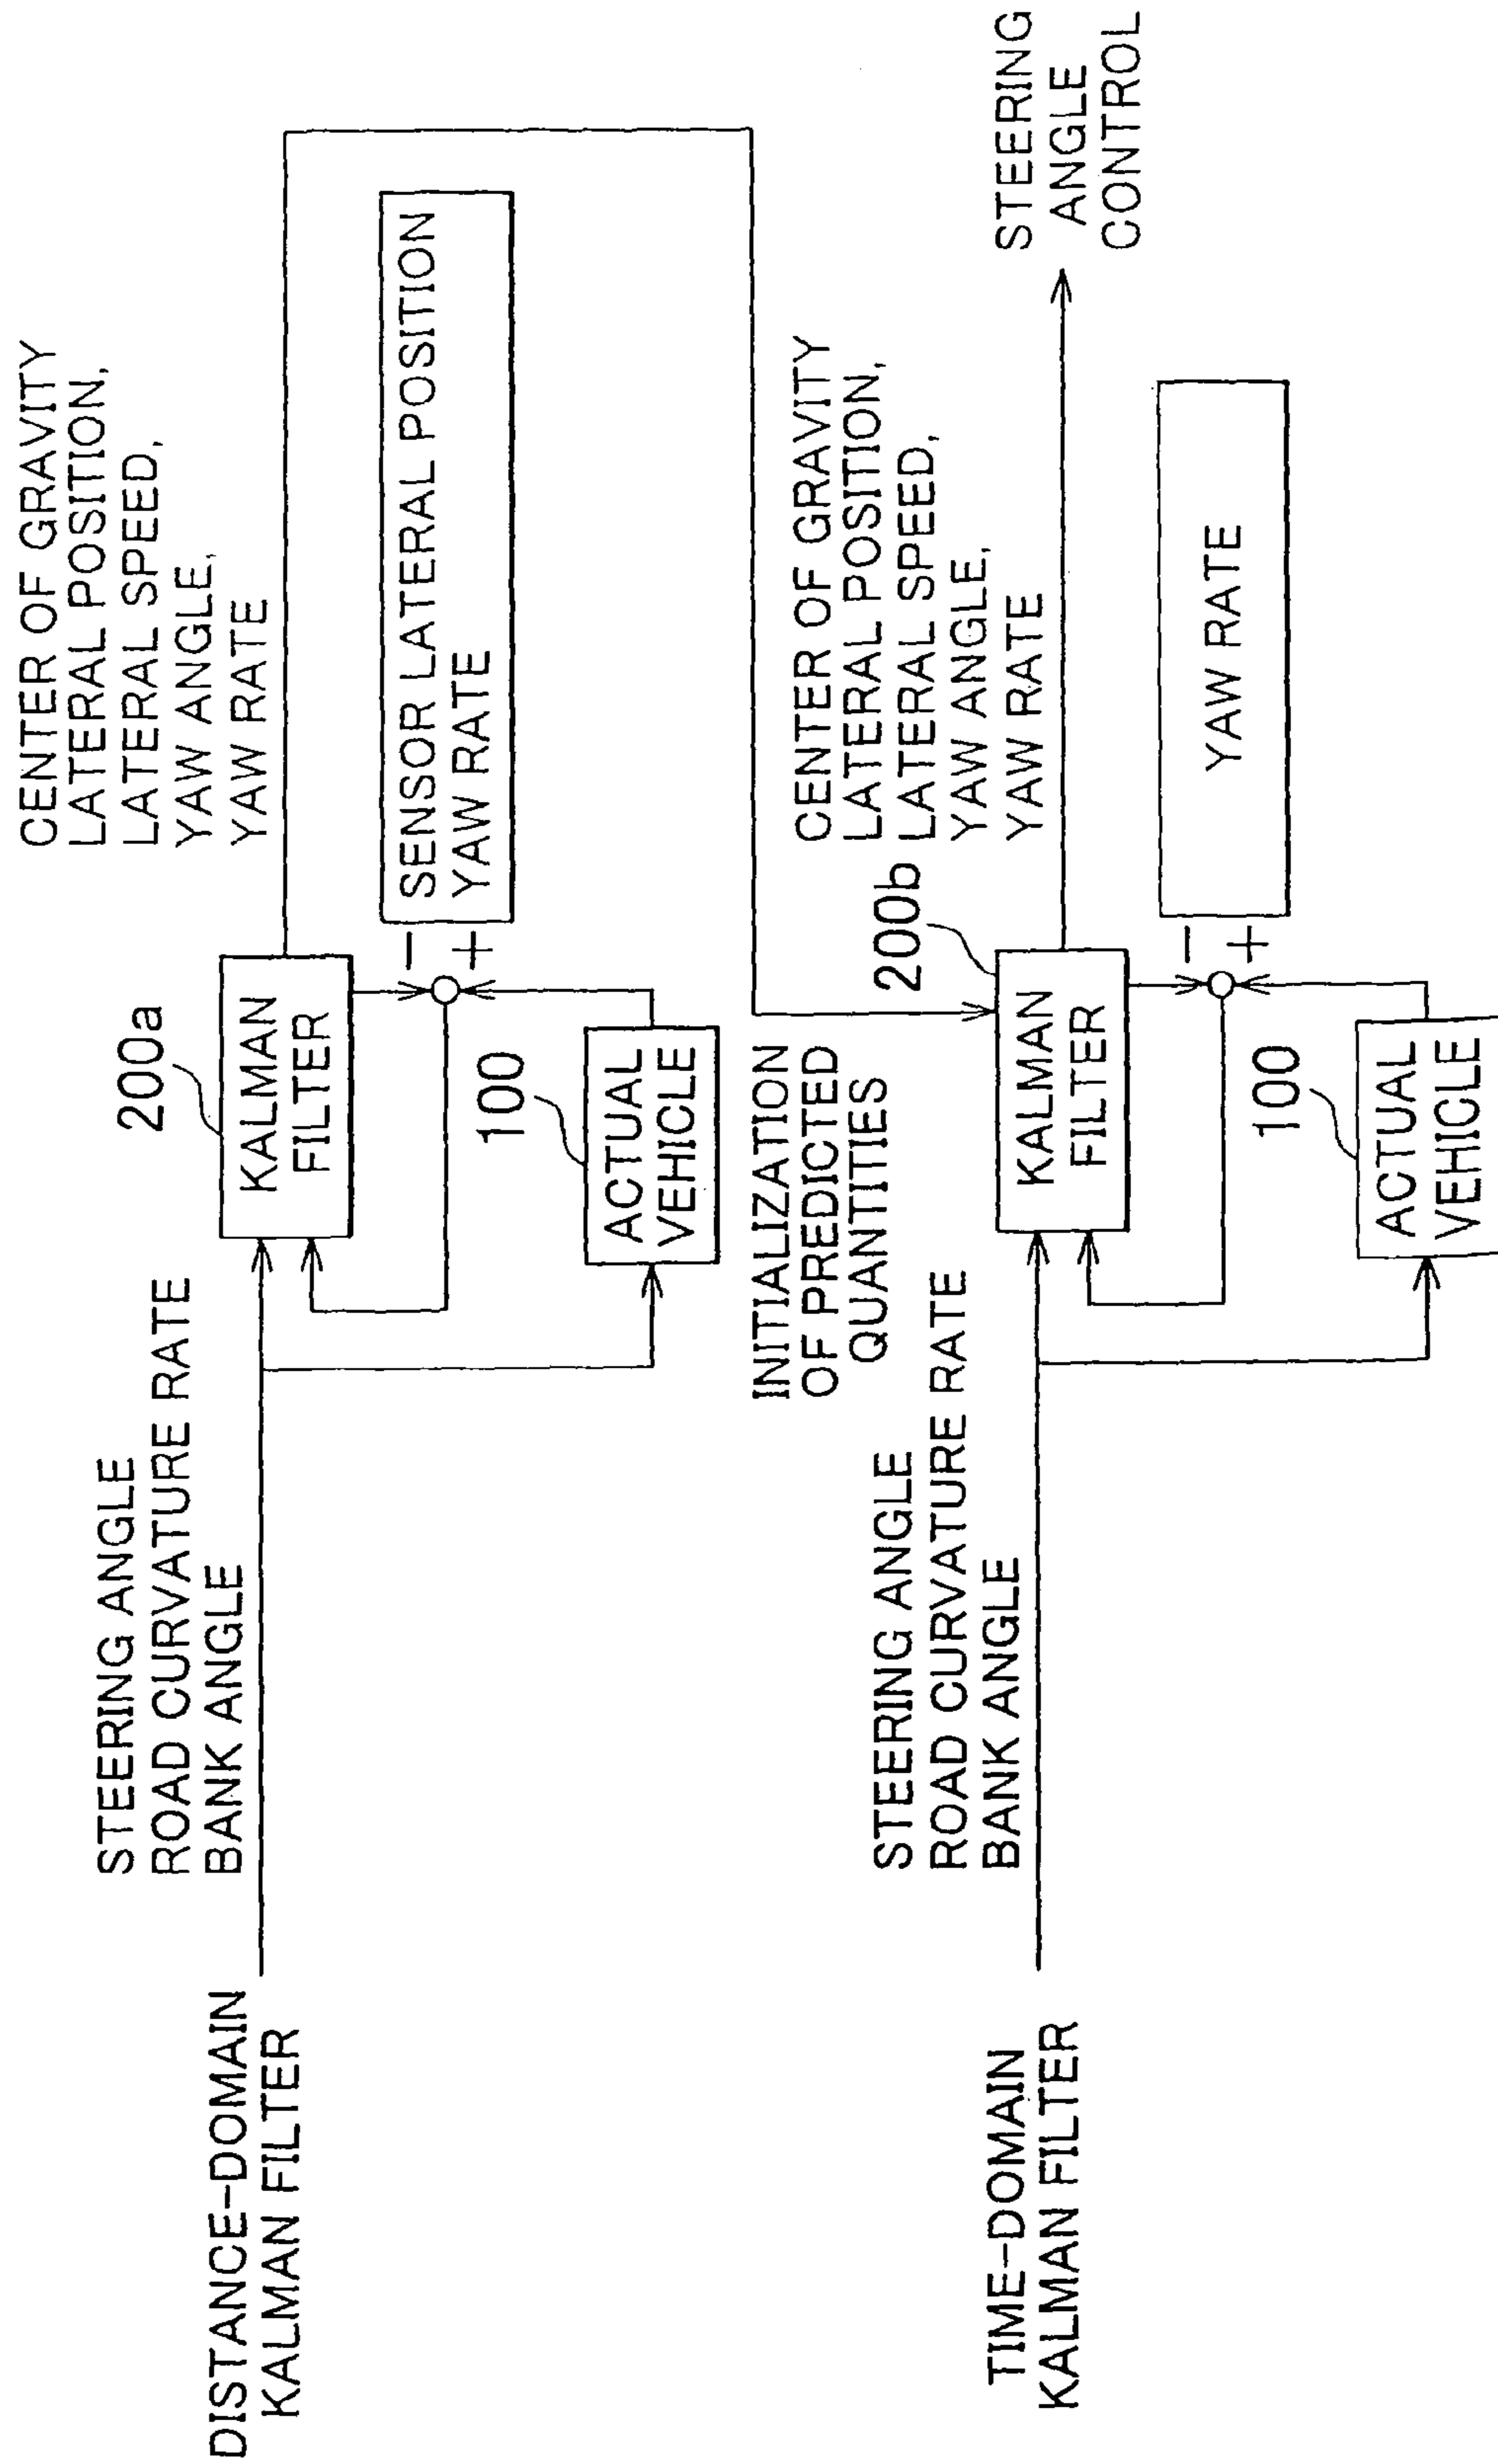 DISTANCE-DOMAIN
KALMAN FILTER
STEERING ANGLE
ROAD CURVATURE RATE
BANK ANGLE
200a
KALMAN
FILTER
100
ACTUAL
VEHICLE
CENTER OF GRAVITY
LATERAL POSITION,
LATERAL SPEED,
YAW ANGLE,
YAW RATE
−
+
SENSOR LATERAL POSITION
YAW RATE
INITIALIZATION
OF PREDICTED
QUANTITIES
TIME-DOMAIN
KALMAN FILTER
STEERING ANGLE
ROAD CURVATURE RATE
BANK ANGLE
200b
KALMAN
FILTER
100
ACTUAL
VEHICLE
CENTER OF GRAVITY
LATERAL POSITION,
LATERAL SPEED,
YAW ANGLE,
YAW RATE
−
+
YAW RATE
STEERING
ANGLE
CONTROL